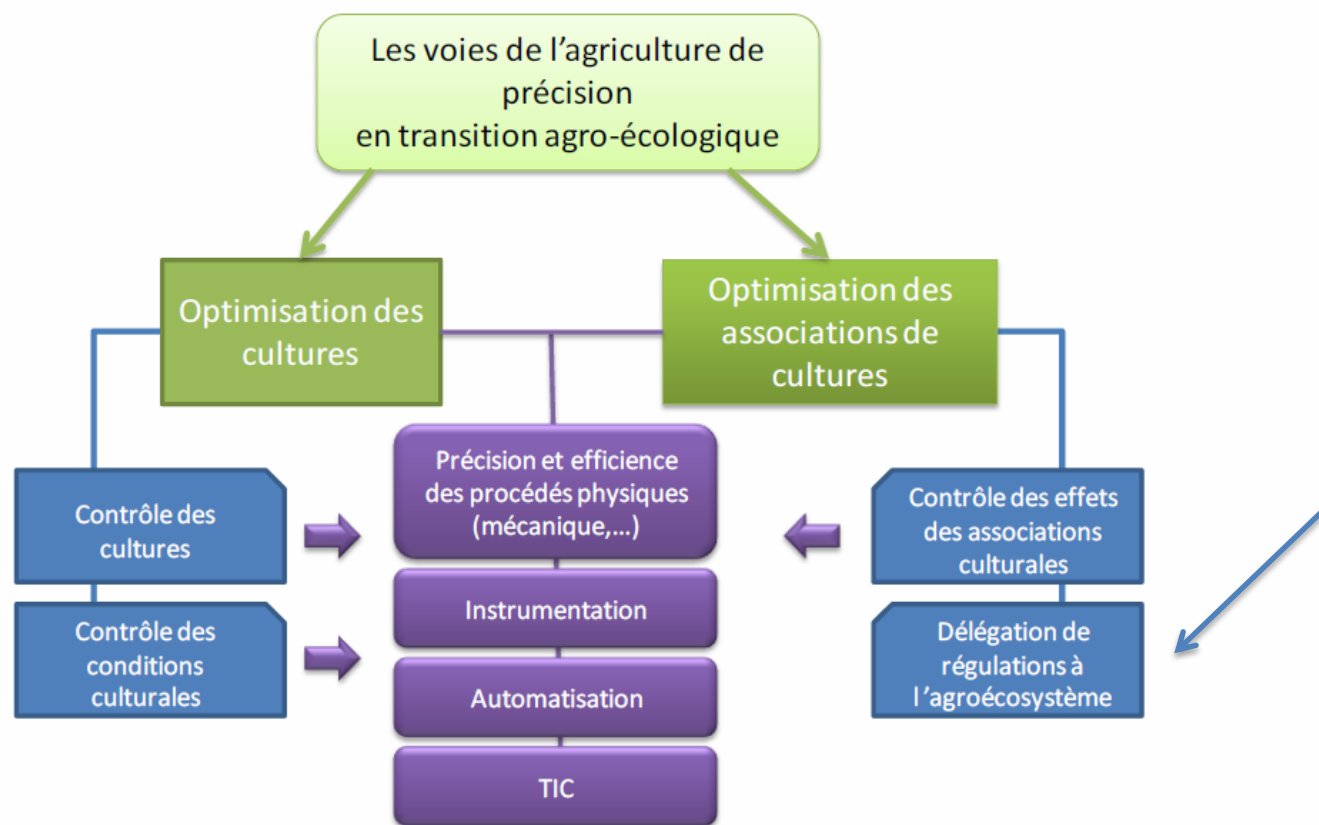 Les voies de l’agriculture de
précision
en transition agro-écologique
Optimisation des
cultures
Optimisation des
associations de
cultures
Précision et efficience
des procédés physiques
(mécanique,...)
Contrôle des
cultures
Contrôle des effets
des associations
culturales
Instrumentation
Contrôle des
conditions
culturales
Délégation de
régulations à
l’agroécosystème
Automatisation
TIC